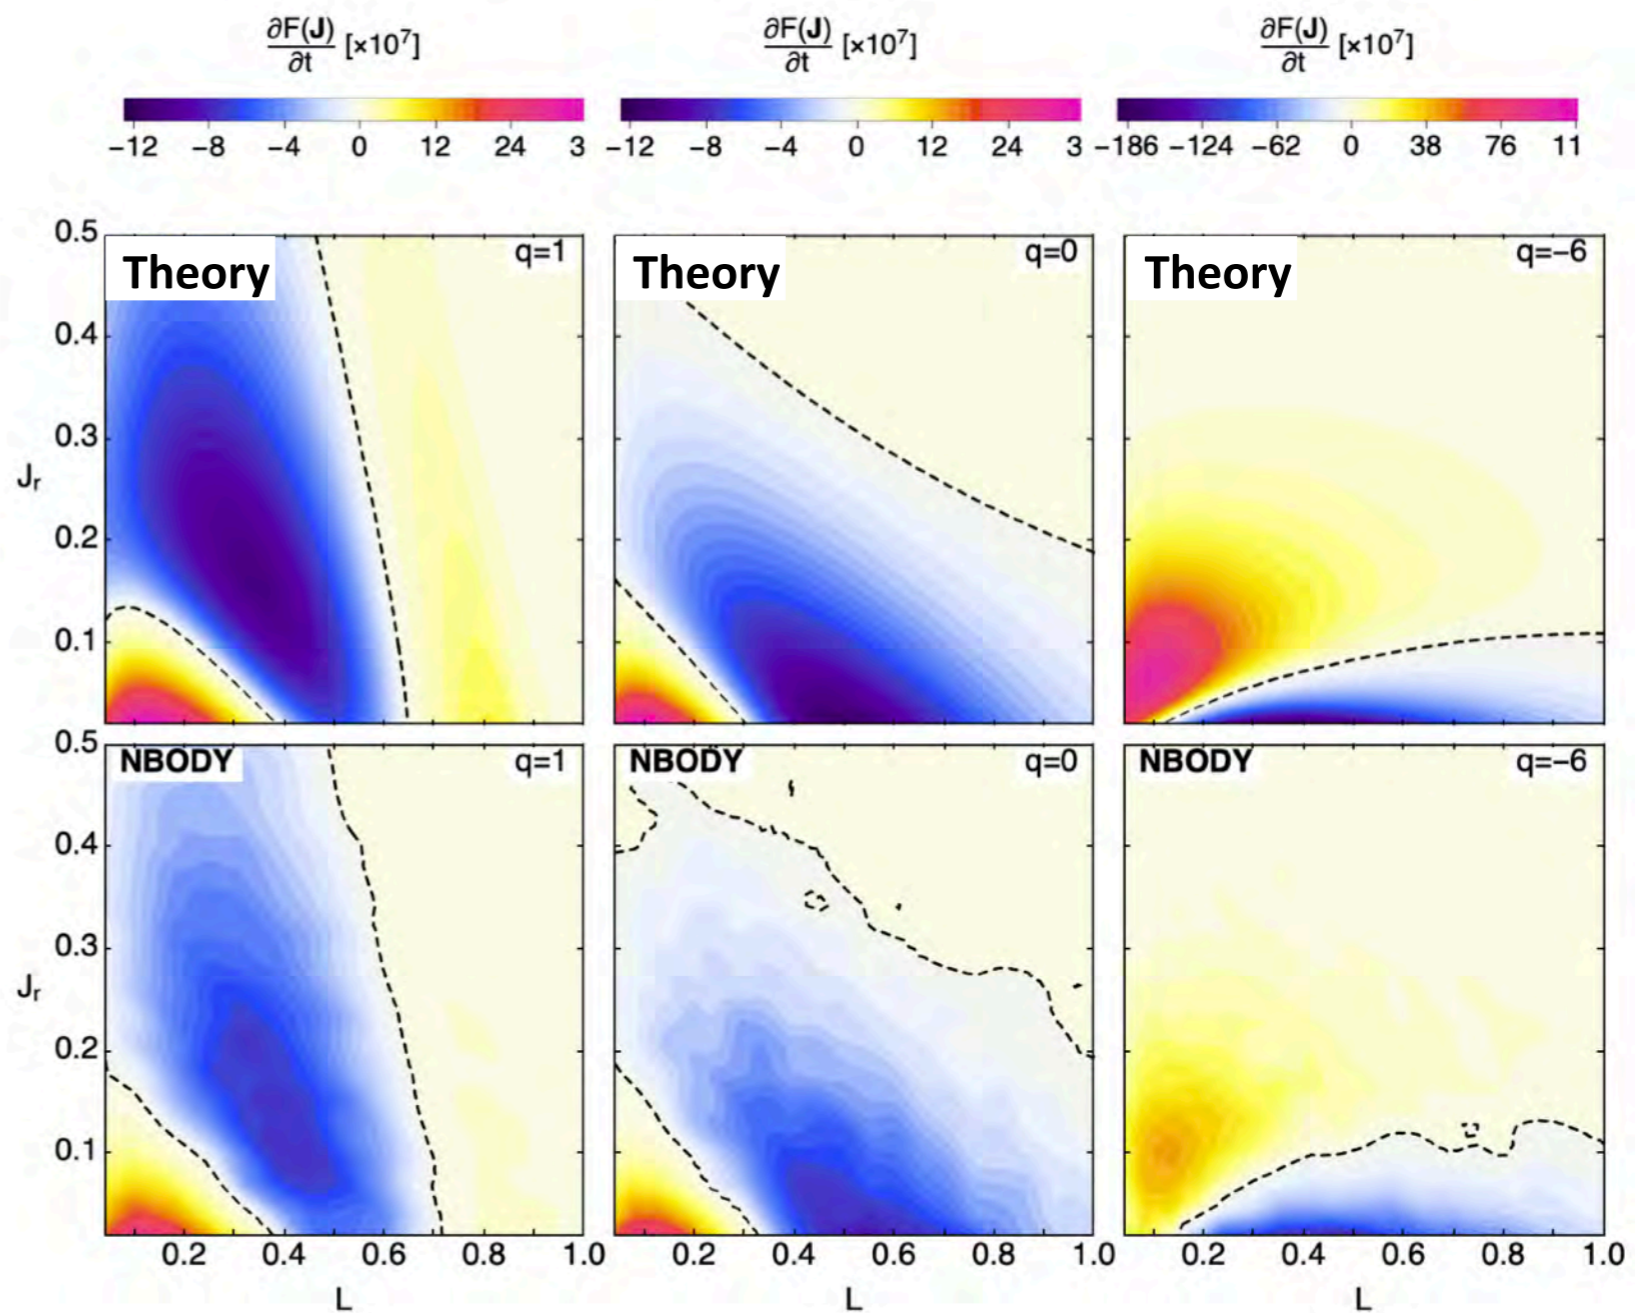 ∂F(J)/∂t [×10⁷] ∂F(J)/∂t [×10⁷] ∂F(J)/∂t [×10⁷]
−12 −8 −4 0 12 24 3 −12 −8 −4 0 12 24 3 −186 −124 −62 0 38 76 11
0.5 Theory q=1 Theory q=0 Theory q=−6
0.4
0.3
Jr
0.2
0.1
0.5 NBODY q=1 NBODY q=0 NBODY q=−6
0.4
0.3
Jr
0.2
0.1
0.2 0.4 0.6 0.8 1.0 0.2 0.4 0.6 0.8 1.0 0.2 0.4 0.6 0.8 1.0
L L L